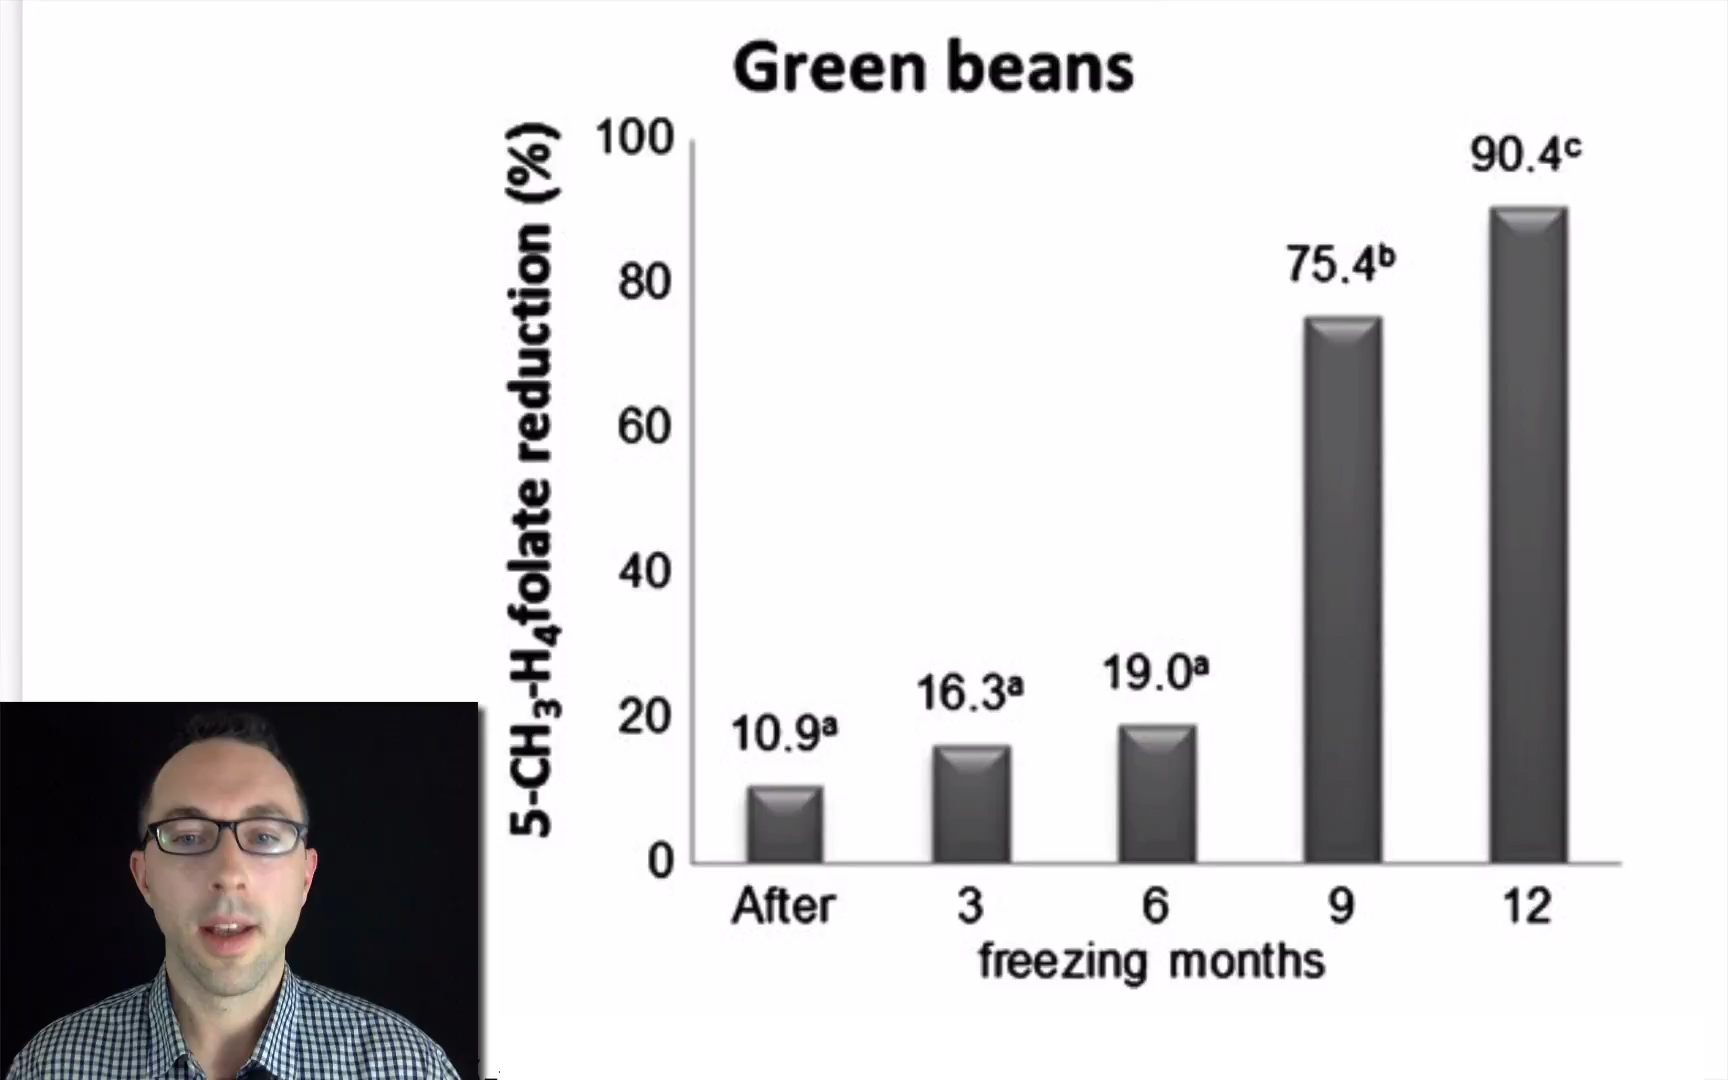 Green beans
5-CH₃-H₄folate reduction (%)
100
80
60
40
20
0
10.9ᵃ
16.3ᵃ
19.0ᵃ
75.4ᵇ
90.4ᶜ
After 3 6 9 12
freezing months